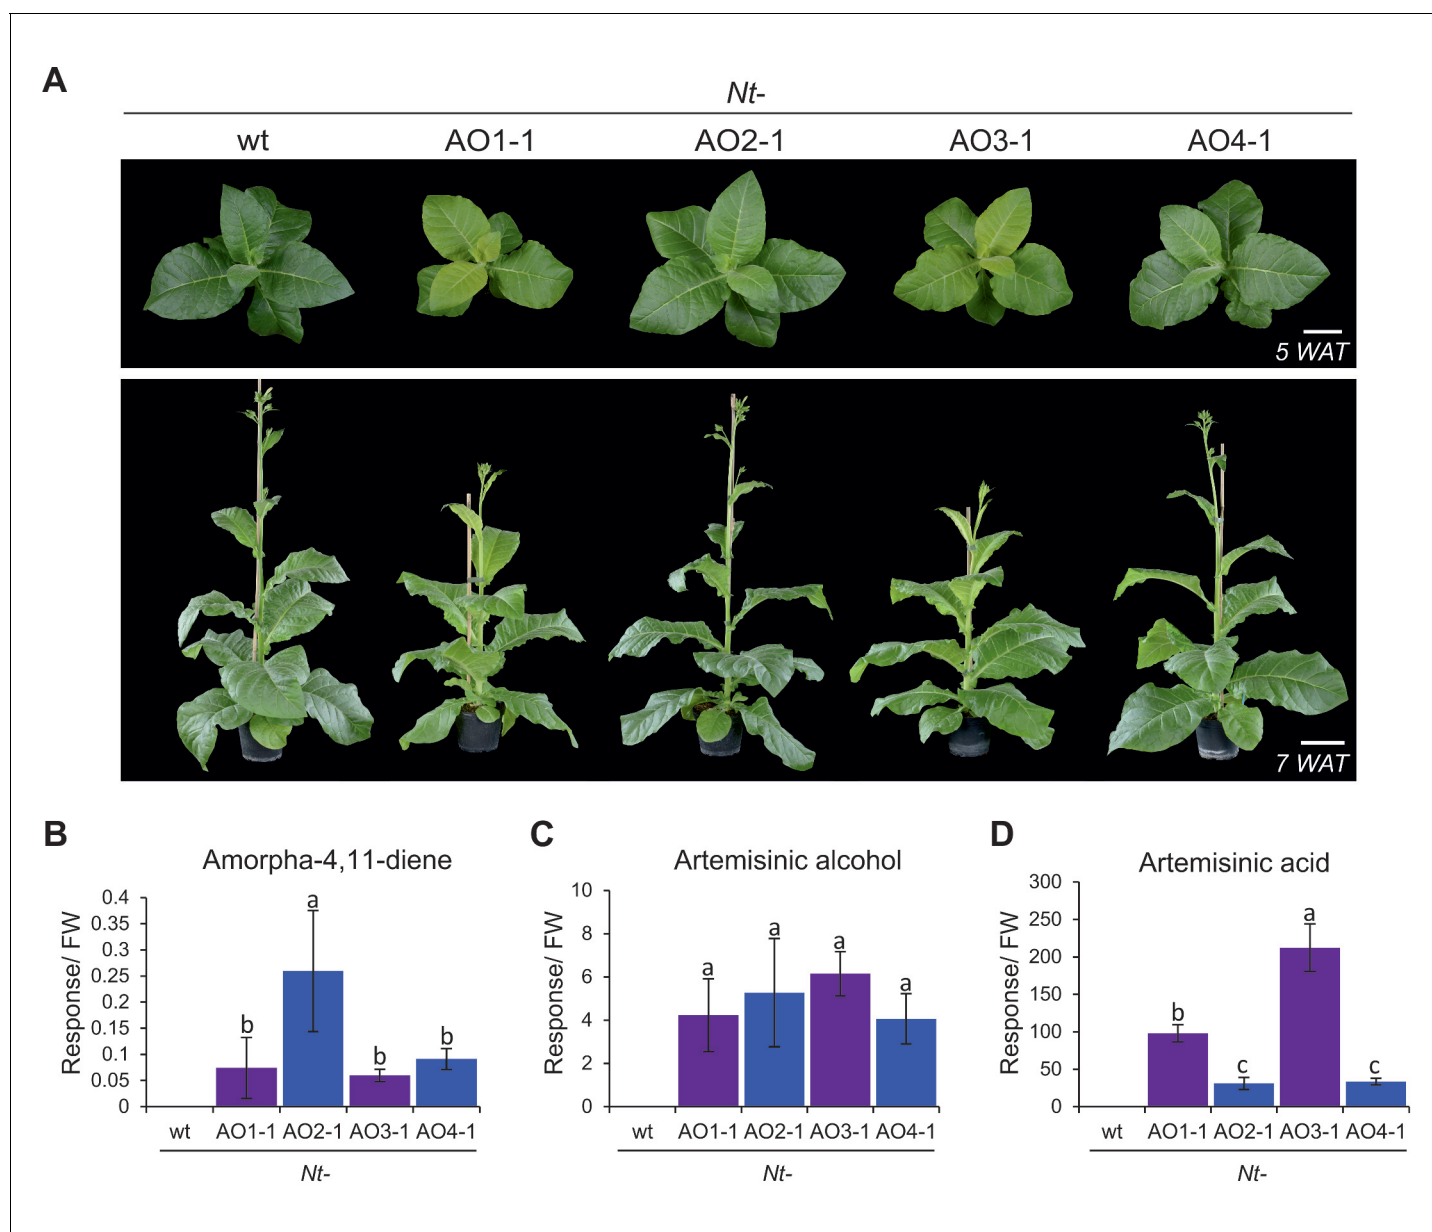 A
Nt-
wt AO1-1 AO2-1 AO3-1 AO4-1
5 WAT
7 WAT
B
Amorpha-4,11-diene
Response/ FW
0.4
0.35
0.3
0.25
0.2
0.15
0.1
0.05
0
b a b b
wt AO1-1 AO2-1 AO3-1 AO4-1
Nt-
C
Artemisinic alcohol
Response/ FW
10
8
6
4
2
0
a a a a
wt AO1-1 AO2-1 AO3-1 AO4-1
Nt-
D
Artemisinic acid
Response/ FW
300
250
200
150
100
50
0
b c a c
wt AO1-1 AO2-1 AO3-1 AO4-1
Nt-